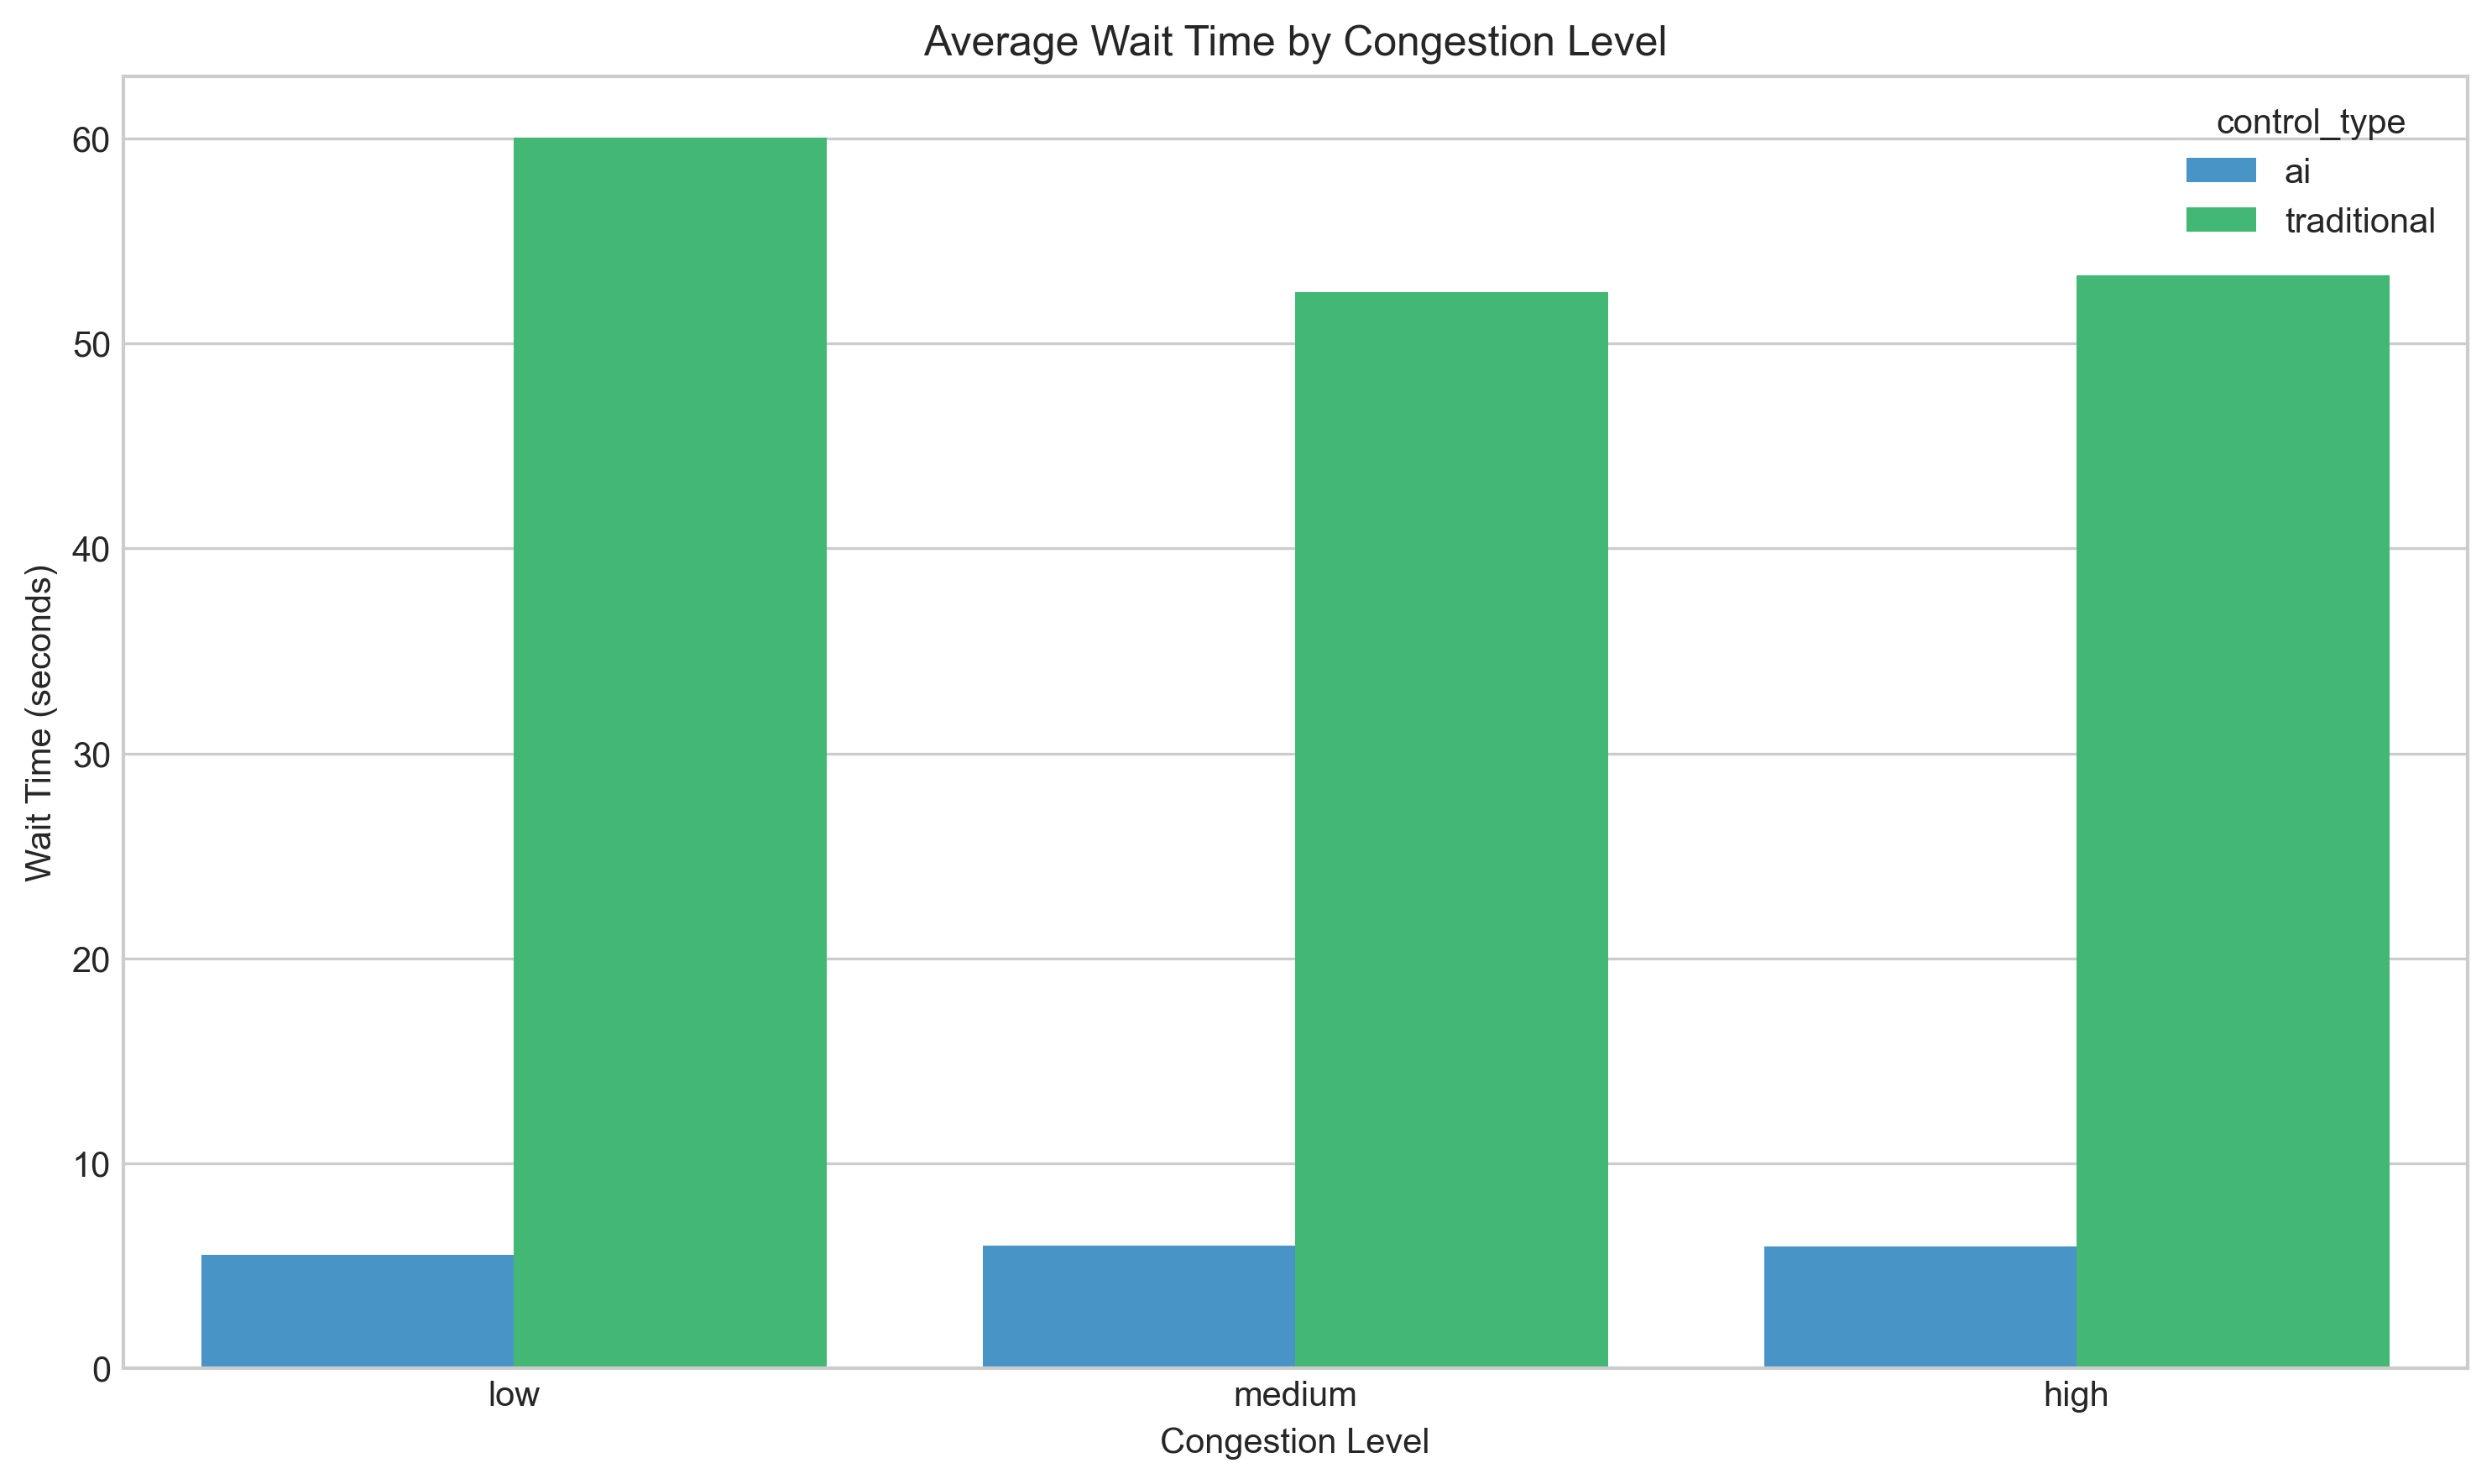 Average Wait Time by Congestion Level
control_type
ai
traditional
Wait Time (seconds)
60
50
40
30
20
10
0
low
medium
high
Congestion Level